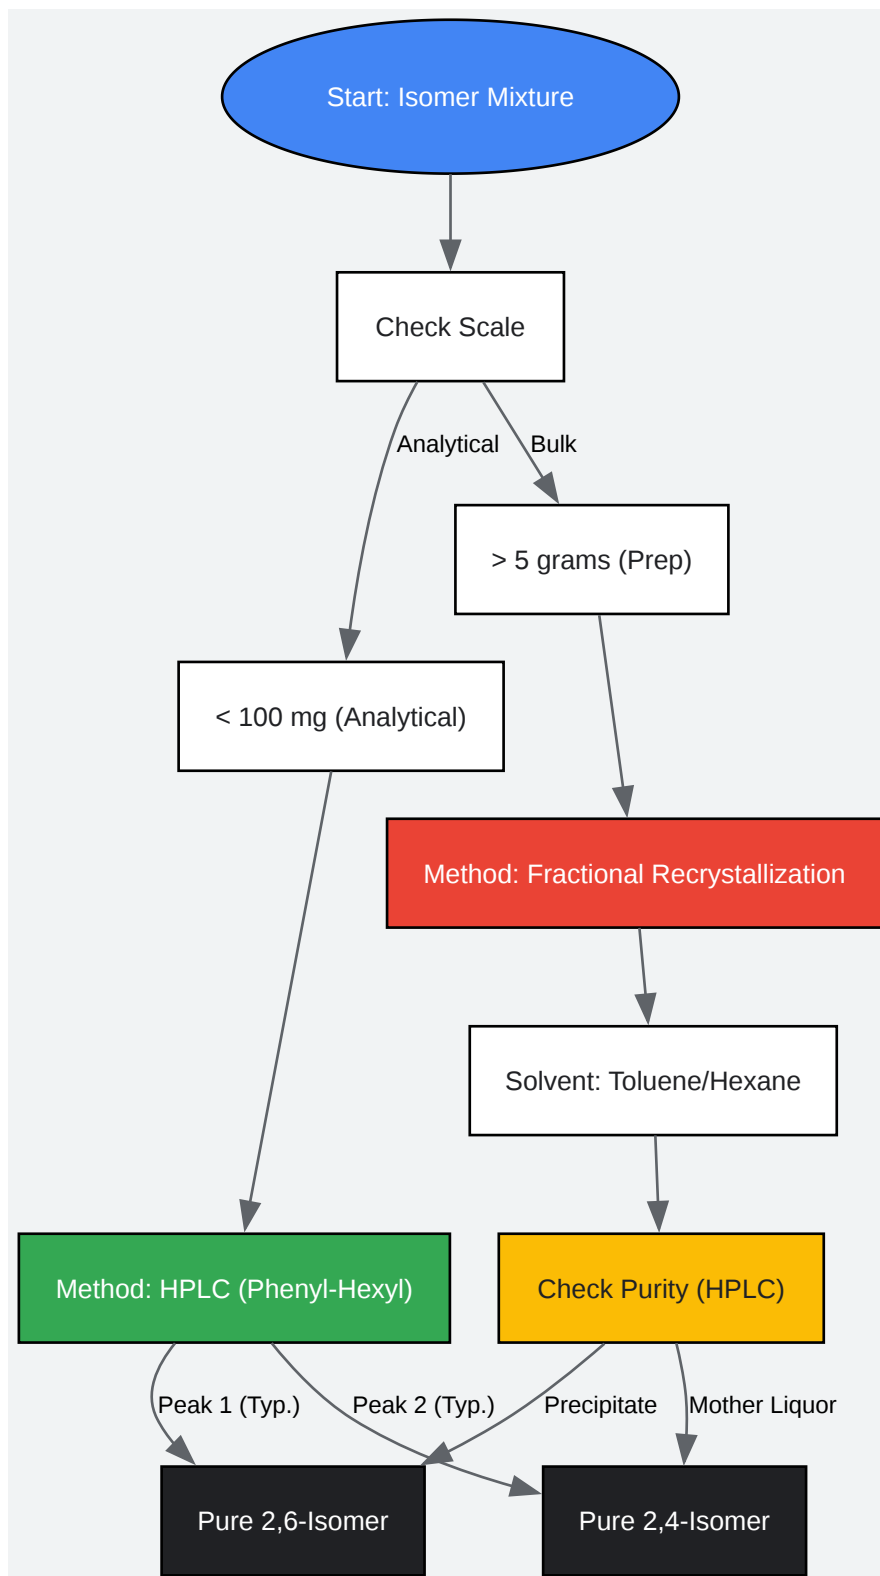 Start: Isomer Mixture
Check Scale
Analytical
Bulk
> 5 grams (Prep)
< 100 mg (Analytical)
Method: Fractional Recrystallization
Solvent: Toluene/Hexane
Method: HPLC (Phenyl-Hexyl)
Check Purity (HPLC)
Peak 1 (Typ.)
Peak 2 (Typ.)
Precipitate
Mother Liquor
Pure 2,6-Isomer
Pure 2,4-Isomer